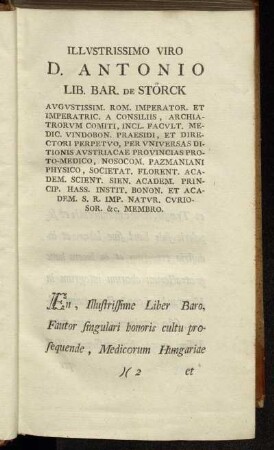 ILLVSTRISSIMO VIRO
D. ANTONIO
LIB. BAR. DE STÖRCK
AVGVSTISSIM. ROM. IMPERATOR. ET
IMPERATRIC. A CONSILIIS, ARCHIA-
TRORVM COMITI, INCL. FACVLT. ME-
DIC. VINDOBON. PRAESIDI, ET DIRE-
CTORI PERPETVO, PER VNIVERSAS DI-
TIONIS AVSTRIACAE PROVINCIAS PRO-
TO-MEDICO, NOSOCOM. PAZMANIANI
PHYSICO, SOCIETAT. FLORENT. ACA-
DEM. SCIENT. SIEN. ACADEM. PRIN-
CIP. HASS. INSTIT. BONON. ET ACA-
DEM. S. R. IMP. NATVR. CVRIO-
SOR. &c. MEMBRO.
En, Illustrissime Liber Baro,
Fautor singulari honoris cultu pro-
sequende, Medicorum Hungariae
)( 2 et